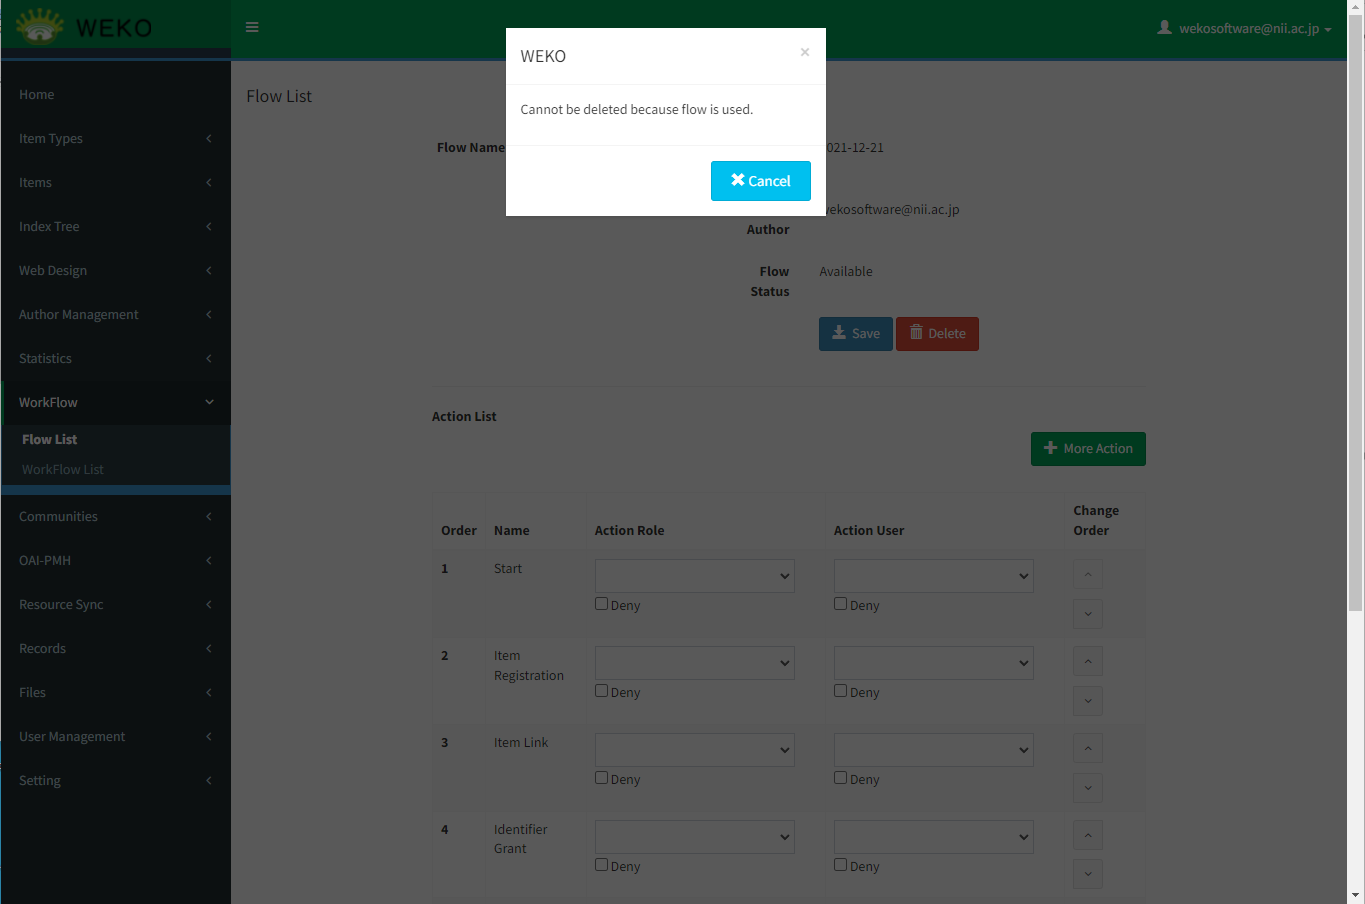 WEKO
wekosoftware@nii.ac.jp
WEKO
×
Cannot be deleted because flow is used.
Cancel
Home
Item Types
Items
Index Tree
Web Design
Author Management
Statistics
WorkFlow
Flow List
WorkFlow List
Communities
OAI-PMH
Resource Sync
Records
Files
User Management
Setting
Flow List
Flow Name
021-12-21
wekosoftware@nii.ac.jp
Author
Flow
Status
Available
Save
Delete
Action List
More Action
Order Name Action Role Action User Change
Order
1 Start
Deny Deny
2 Item
Registration
Deny Deny
3 Item Link
Deny Deny
4 Identifier
Grant
Deny Deny